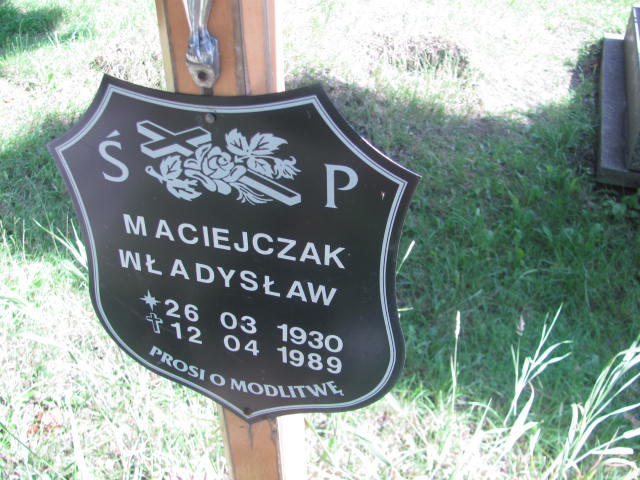 Ś P
MACIEJCZAK
WŁADYSŁAW
26 03 1930
12 04 1989
PROSI O MODLITWĘ